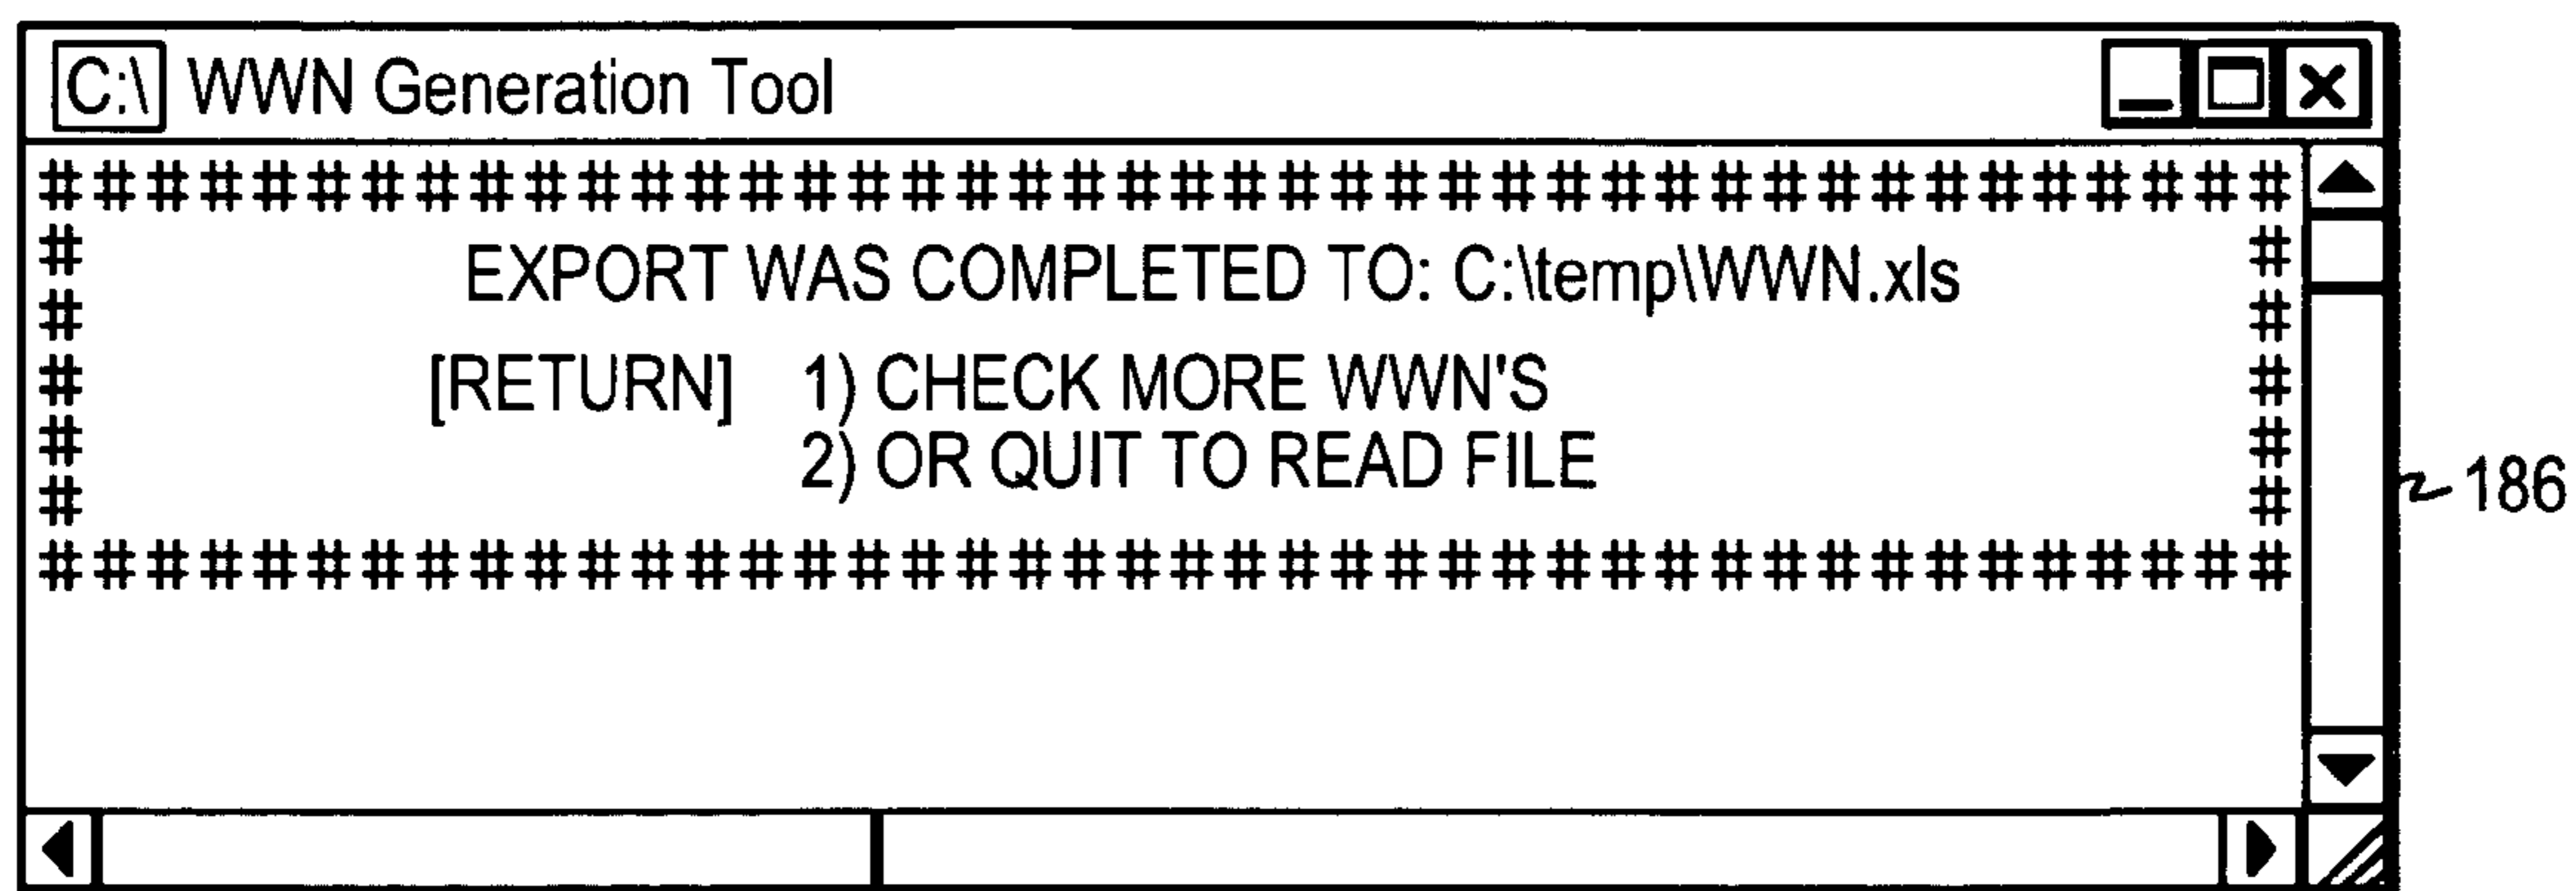 C:\ WWN Generation Tool
##########################################
# EXPORT WAS COMPLETED TO: C:\temp\WWN.xls #
# #
# [RETURN] 1) CHECK MORE WWN'S #
# 2) OR QUIT TO READ FILE #
# #
##########################################
186